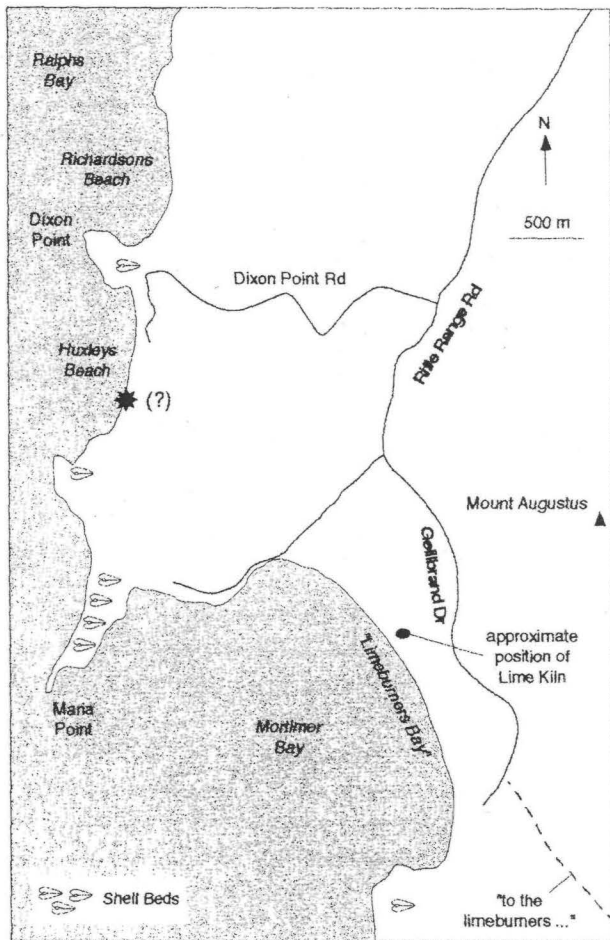 Ralphs
Bay
Richardsons
Beach
N
500 m
Dixon
Point
Dixon Point Rd
Rifle Range Rd
Huxleys
Beach
(?)
Mount Augustus
Gellibrand Dr
approximate
position of
Lime Kiln
"Limeburners Bay"
Maria
Point
Mortimer
Bay
Shell Beds
"to the
limeburners ..."